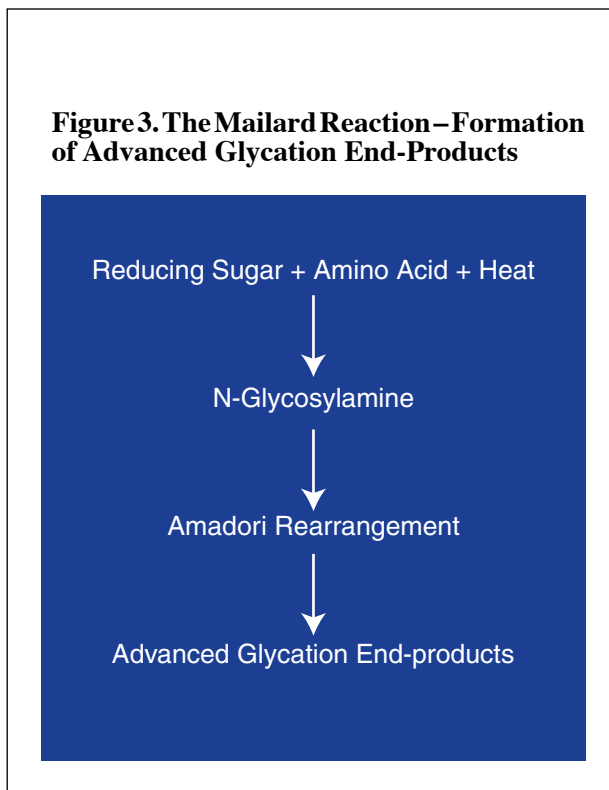 Figure 3. The Mailard Reaction – Formation
of Advanced Glycation End-Products
Reducing Sugar + Amino Acid + Heat
N-Glycosylamine
Amadori Rearrangement
Advanced Glycation End-products